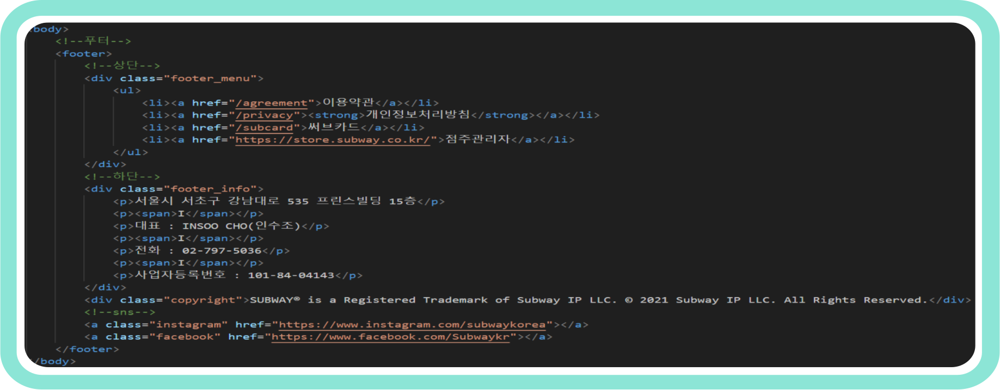 <body>
<!--푸터-->
<footer>
<!--상단-->
<div class="footer_menu">
<ul>
<li><a href="/agreement">이용약관</a></li>
<li><a href="/privacy"><strong>개인정보처리방침</strong></a></li>
<li><a href="/subcard">써브카드</a></li>
<li><a href="https://store.subway.co.kr/">점주관리자</a></li>
</ul>
</div>
<!--하단-->
<div class="footer_info">
<p>서울시 서초구 강남대로 535 프린스빌딩 15층</p>
<p><span>I</span></p>
<p>대표 : INSOO CHO(인수조)</p>
<p><span>I</span></p>
<p>전화 : 02-797-5036</p>
<p><span>I</span></p>
<p>사업자등록번호 : 101-84-04143</p>
</div>
<div class="copyright">SUBWAY® is a Registered Trademark of Subway IP LLC. © 2021 Subway IP LLC. All Rights Reserved.</div>
<!--sns-->
<a class="instagram" href="https://www.instagram.com/subwaykorea"></a>
<a class="facebook" href="https://www.facebook.com/Subwaykr"></a>
</footer>
</body>